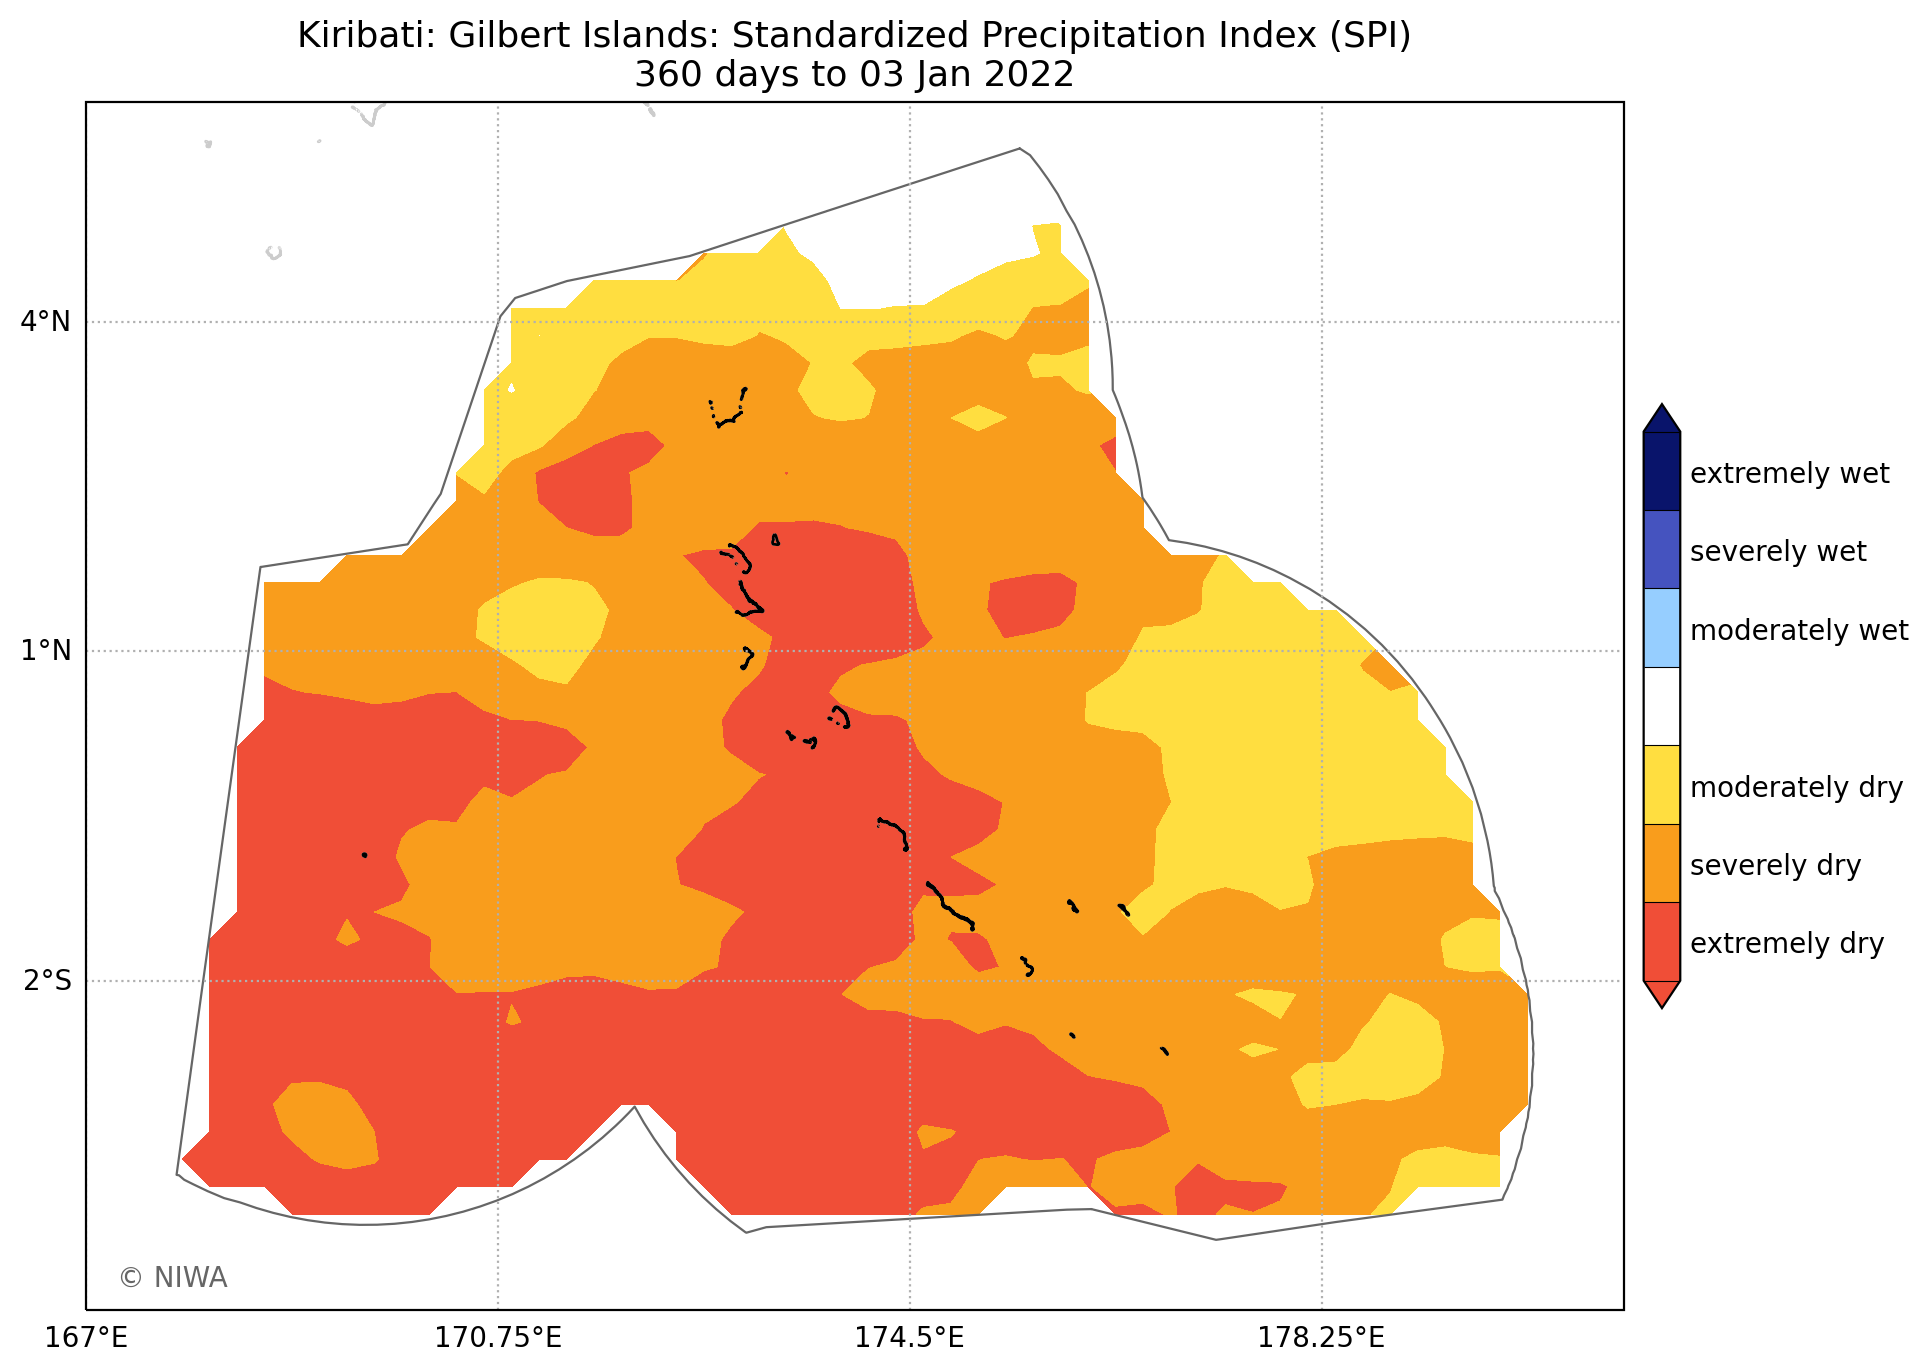 Kiribati: Gilbert Islands: Standardized Precipitation Index (SPI)
360 days to 03 Jan 2022
4°N
1°N
2°S
167°E
170.75°E
174.5°E
178.25°E
extremely wet
severely wet
moderately wet
moderately dry
severely dry
extremely dry
© NIWA